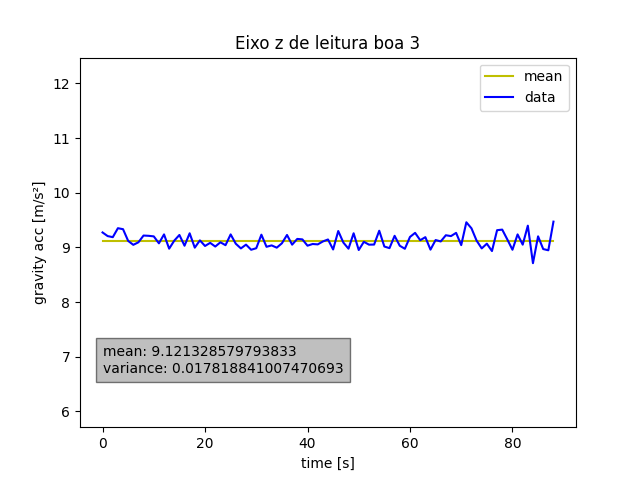 Eixo z de leitura boa 3
mean
data
12
11
10
9
8
7
6
gravity acc [m/s²]
mean: 9.121328579793833
variance: 0.017818841007470693
0 20 40 60 80
time [s]